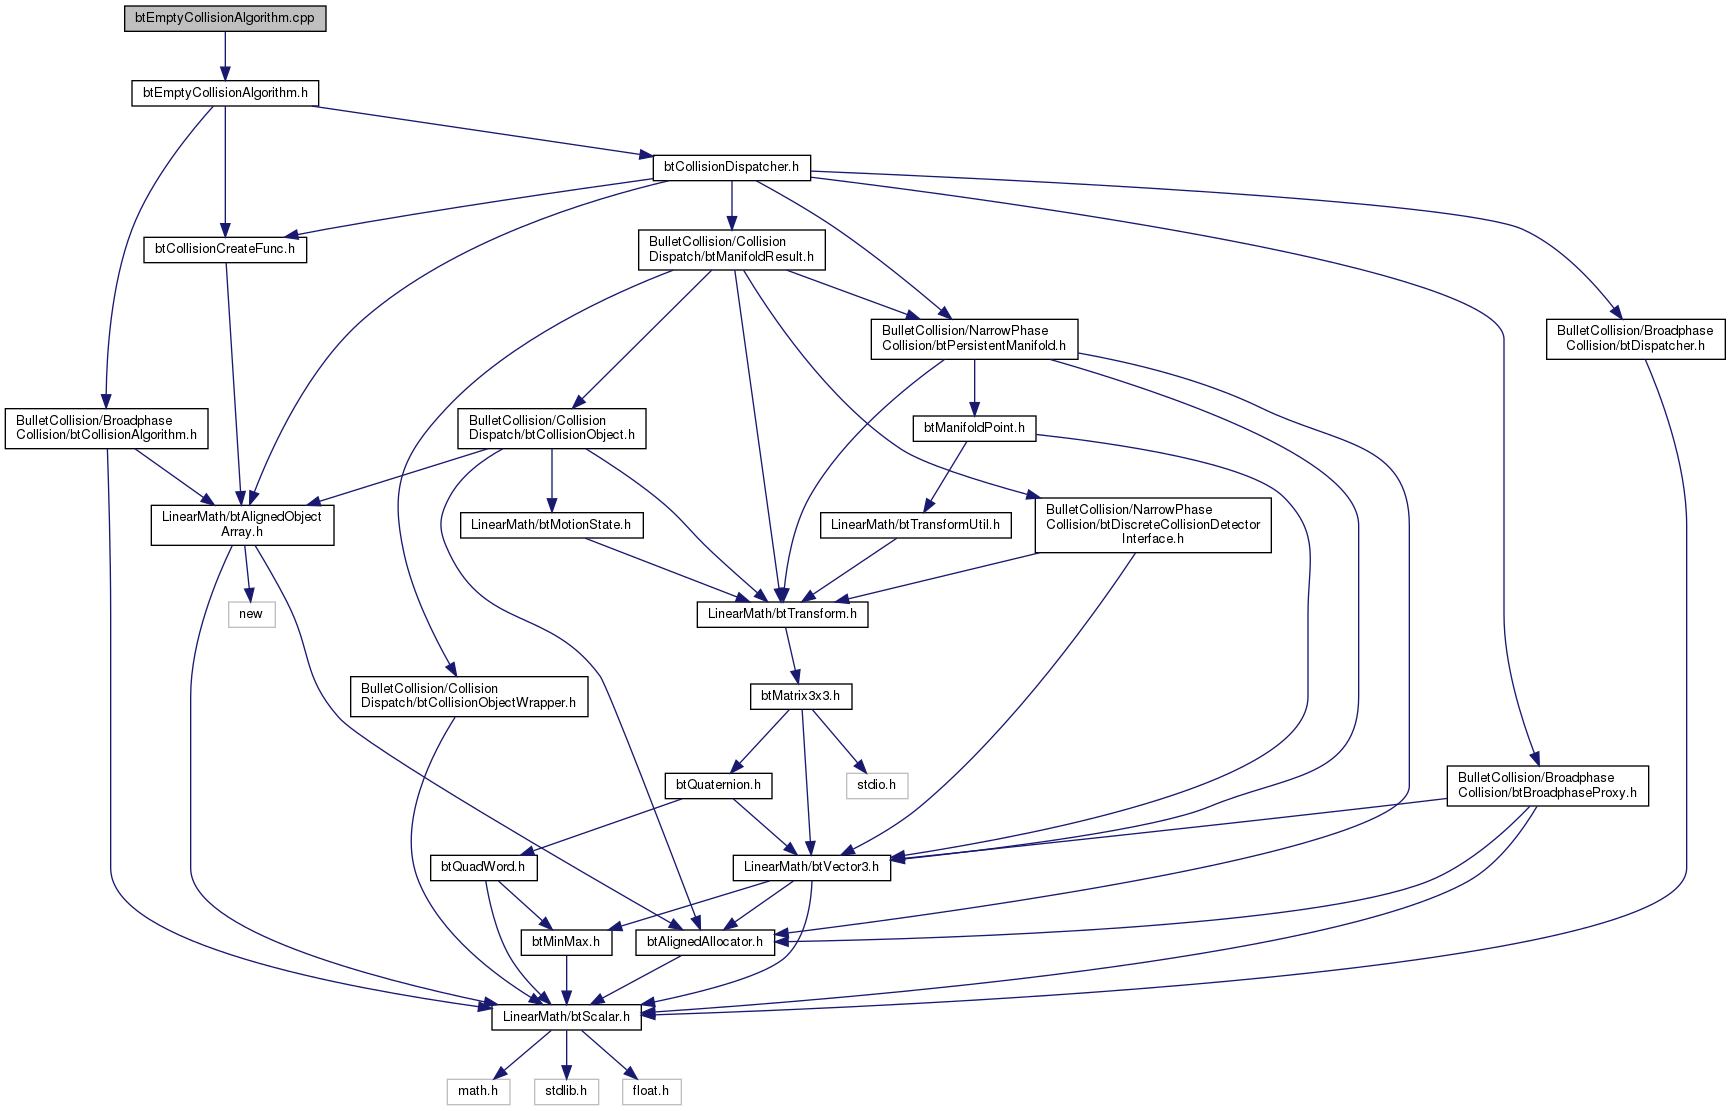 btEmptyCollisionAlgorithm.cpp
btEmptyCollisionAlgorithm.h
btCollisionDispatcher.h
btCollisionCreateFunc.h
BulletCollision/Collision
Dispatch/btManifoldResult.h
BulletCollision/NarrowPhase
Collision/btPersistentManifold.h
BulletCollision/Broadphase
Collision/btDispatcher.h
BulletCollision/Broadphase
Collision/btCollisionAlgorithm.h
BulletCollision/Collision
Dispatch/btCollisionObject.h
btManifoldPoint.h
LinearMath/btAlignedObject
Array.h
LinearMath/btMotionState.h
LinearMath/btTransformUtil.h
BulletCollision/NarrowPhase
Collision/btDiscreteCollisionDetector
Interface.h
new
LinearMath/btTransform.h
BulletCollision/Collision
Dispatch/btCollisionObjectWrapper.h
btMatrix3x3.h
btQuaternion.h
stdio.h
BulletCollision/Broadphase
Collision/btBroadphaseProxy.h
btQuadWord.h
LinearMath/btVector3.h
btMinMax.h
btAlignedAllocator.h
LinearMath/btScalar.h
math.h
stdlib.h
float.h